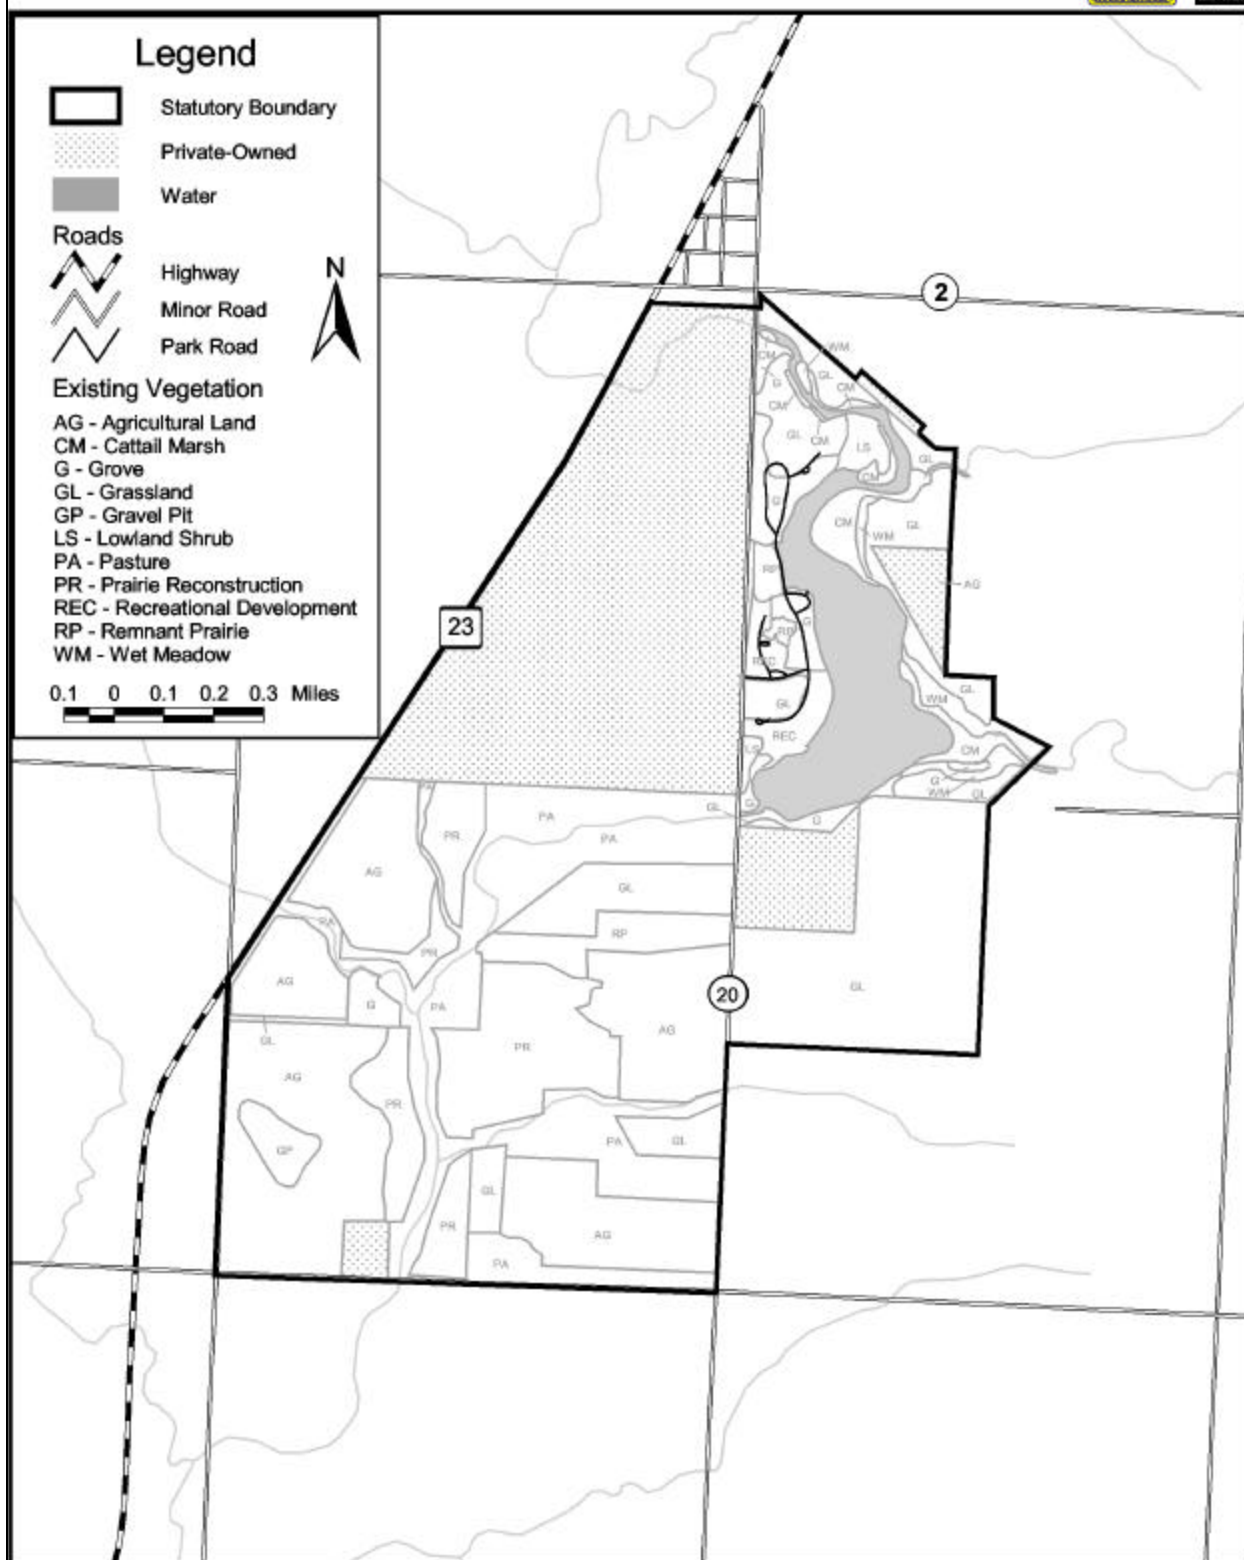 Legend
Statutory Boundary
Private-Owned
Water
Roads
Highway
Minor Road
Park Road
N
Existing Vegetation
AG - Agricultural Land
CM - Cattail Marsh
G - Grove
GL - Grassland
GP - Gravel Pit
LS - Lowland Shrub
PA - Pasture
PR - Prairie Reconstruction
REC - Recreational Development
RP - Remnant Prairie
WM - Wet Meadow
0.1 0 0.1 0.2 0.3 Miles
2
WM
CM
GL
G
CM
CM
GL
CM
LS
GL
CM
G
CM
GL
WM
RP
AG
G
RP
REC
GL
WM
GL
REC
LS
CM
G
WM
GL
23
GL
G
G
PA
PR
PA
AG
GL
PA
RP
PR
AG
G
PA
20
GL
GL
PR
AG
AG
PR
GP
PA
GL
GL
PR
AG
PA